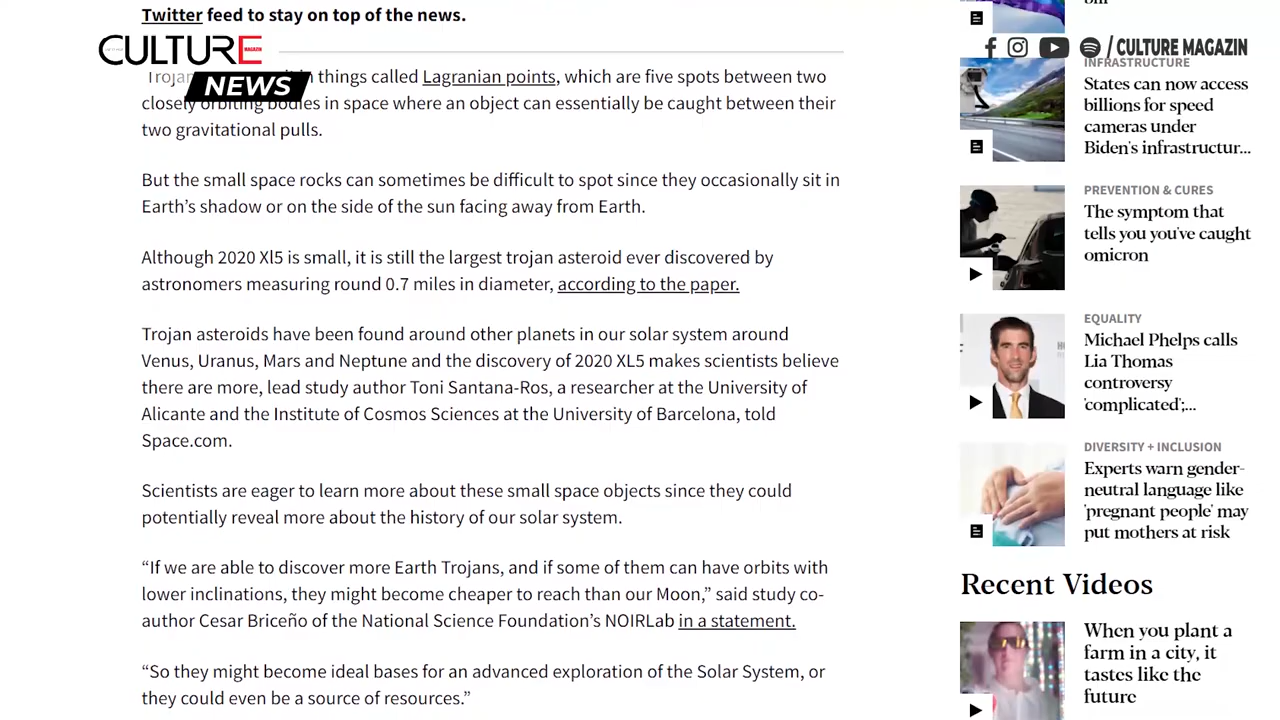 Twitter feed to stay on top of the news.
CULTURE MAGAZIN
NEWS
/ CULTURE MAGAZIN
Trojan things called Lagranian points, which are five spots between two
closely orbiting bodies in space where an object can essentially be caught between their
two gravitational pulls.
But the small space rocks can sometimes be difficult to spot since they occasionally sit in
Earth’s shadow or on the side of the sun facing away from Earth.
Although 2020 Xl5 is small, it is still the largest trojan asteroid ever discovered by
astronomers measuring round 0.7 miles in diameter, according to the paper.
Trojan asteroids have been found around other planets in our solar system around
Venus, Uranus, Mars and Neptune and the discovery of 2020 XL5 makes scientists believe
there are more, lead study author Toni Santana-Ros, a researcher at the University of
Alicante and the Institute of Cosmos Sciences at the University of Barcelona, told
Space.com.
Scientists are eager to learn more about these small space objects since they could
potentially reveal more about the history of our solar system.
“If we are able to discover more Earth Trojans, and if some of them can have orbits with
lower inclinations, they might become cheaper to reach than our Moon,” said study co-
author Cesar Briceño of the National Science Foundation’s NOIRLab in a statement.
“So they might become ideal bases for an advanced exploration of the Solar System, or
they could even be a source of resources.”
INFRASTRUCTURE
States can now access
billions for speed
cameras under
Biden's infrastructur...
PREVENTION & CURES
The symptom that
tells you you've caught
omicron
EQUALITY
Michael Phelps calls
Lia Thomas
controversy
'complicated';...
DIVERSITY + INCLUSION
Experts warn gender-
neutral language like
'pregnant people' may
put mothers at risk
Recent Videos
When you plant a
farm in a city, it
tastes like the
future